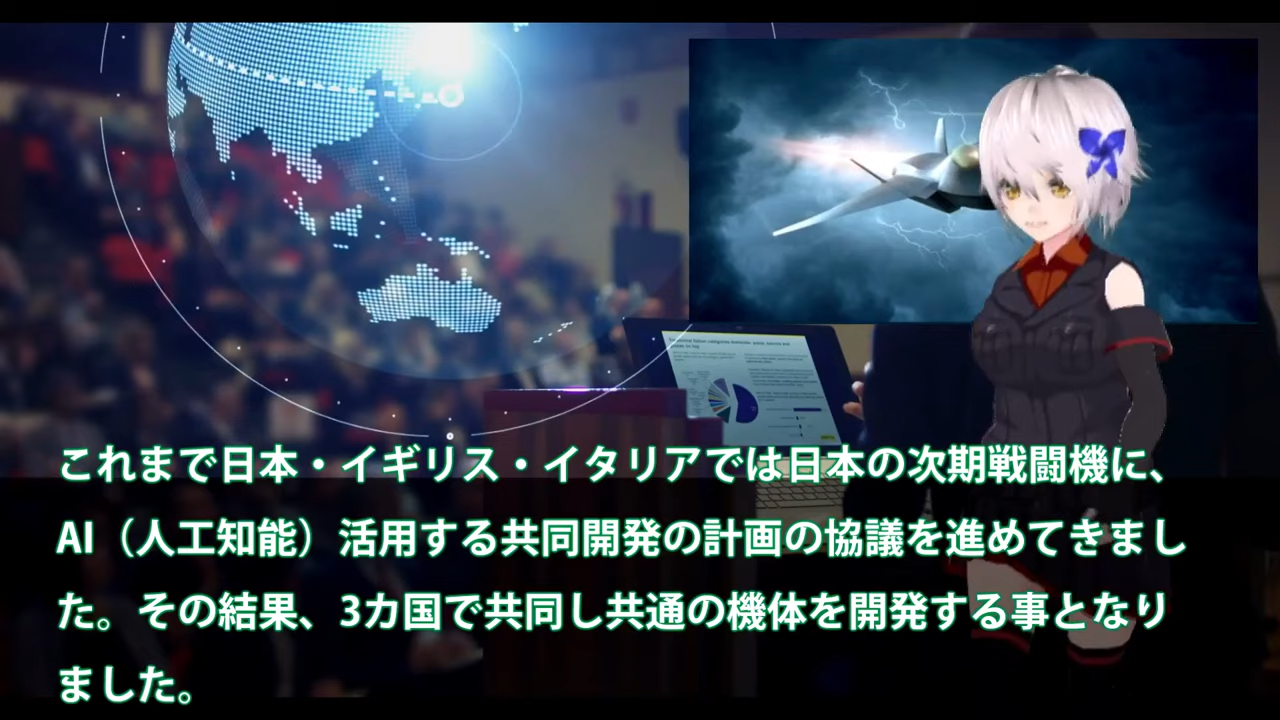 これまで日本・イギリス・イタリアでは日本の次期戦闘機に、
AI（人工知能）活用する共同開発の計画の協議を進めてきまし
た。その結果、3カ国で共同し共通の機体を開発する事となり
ました。